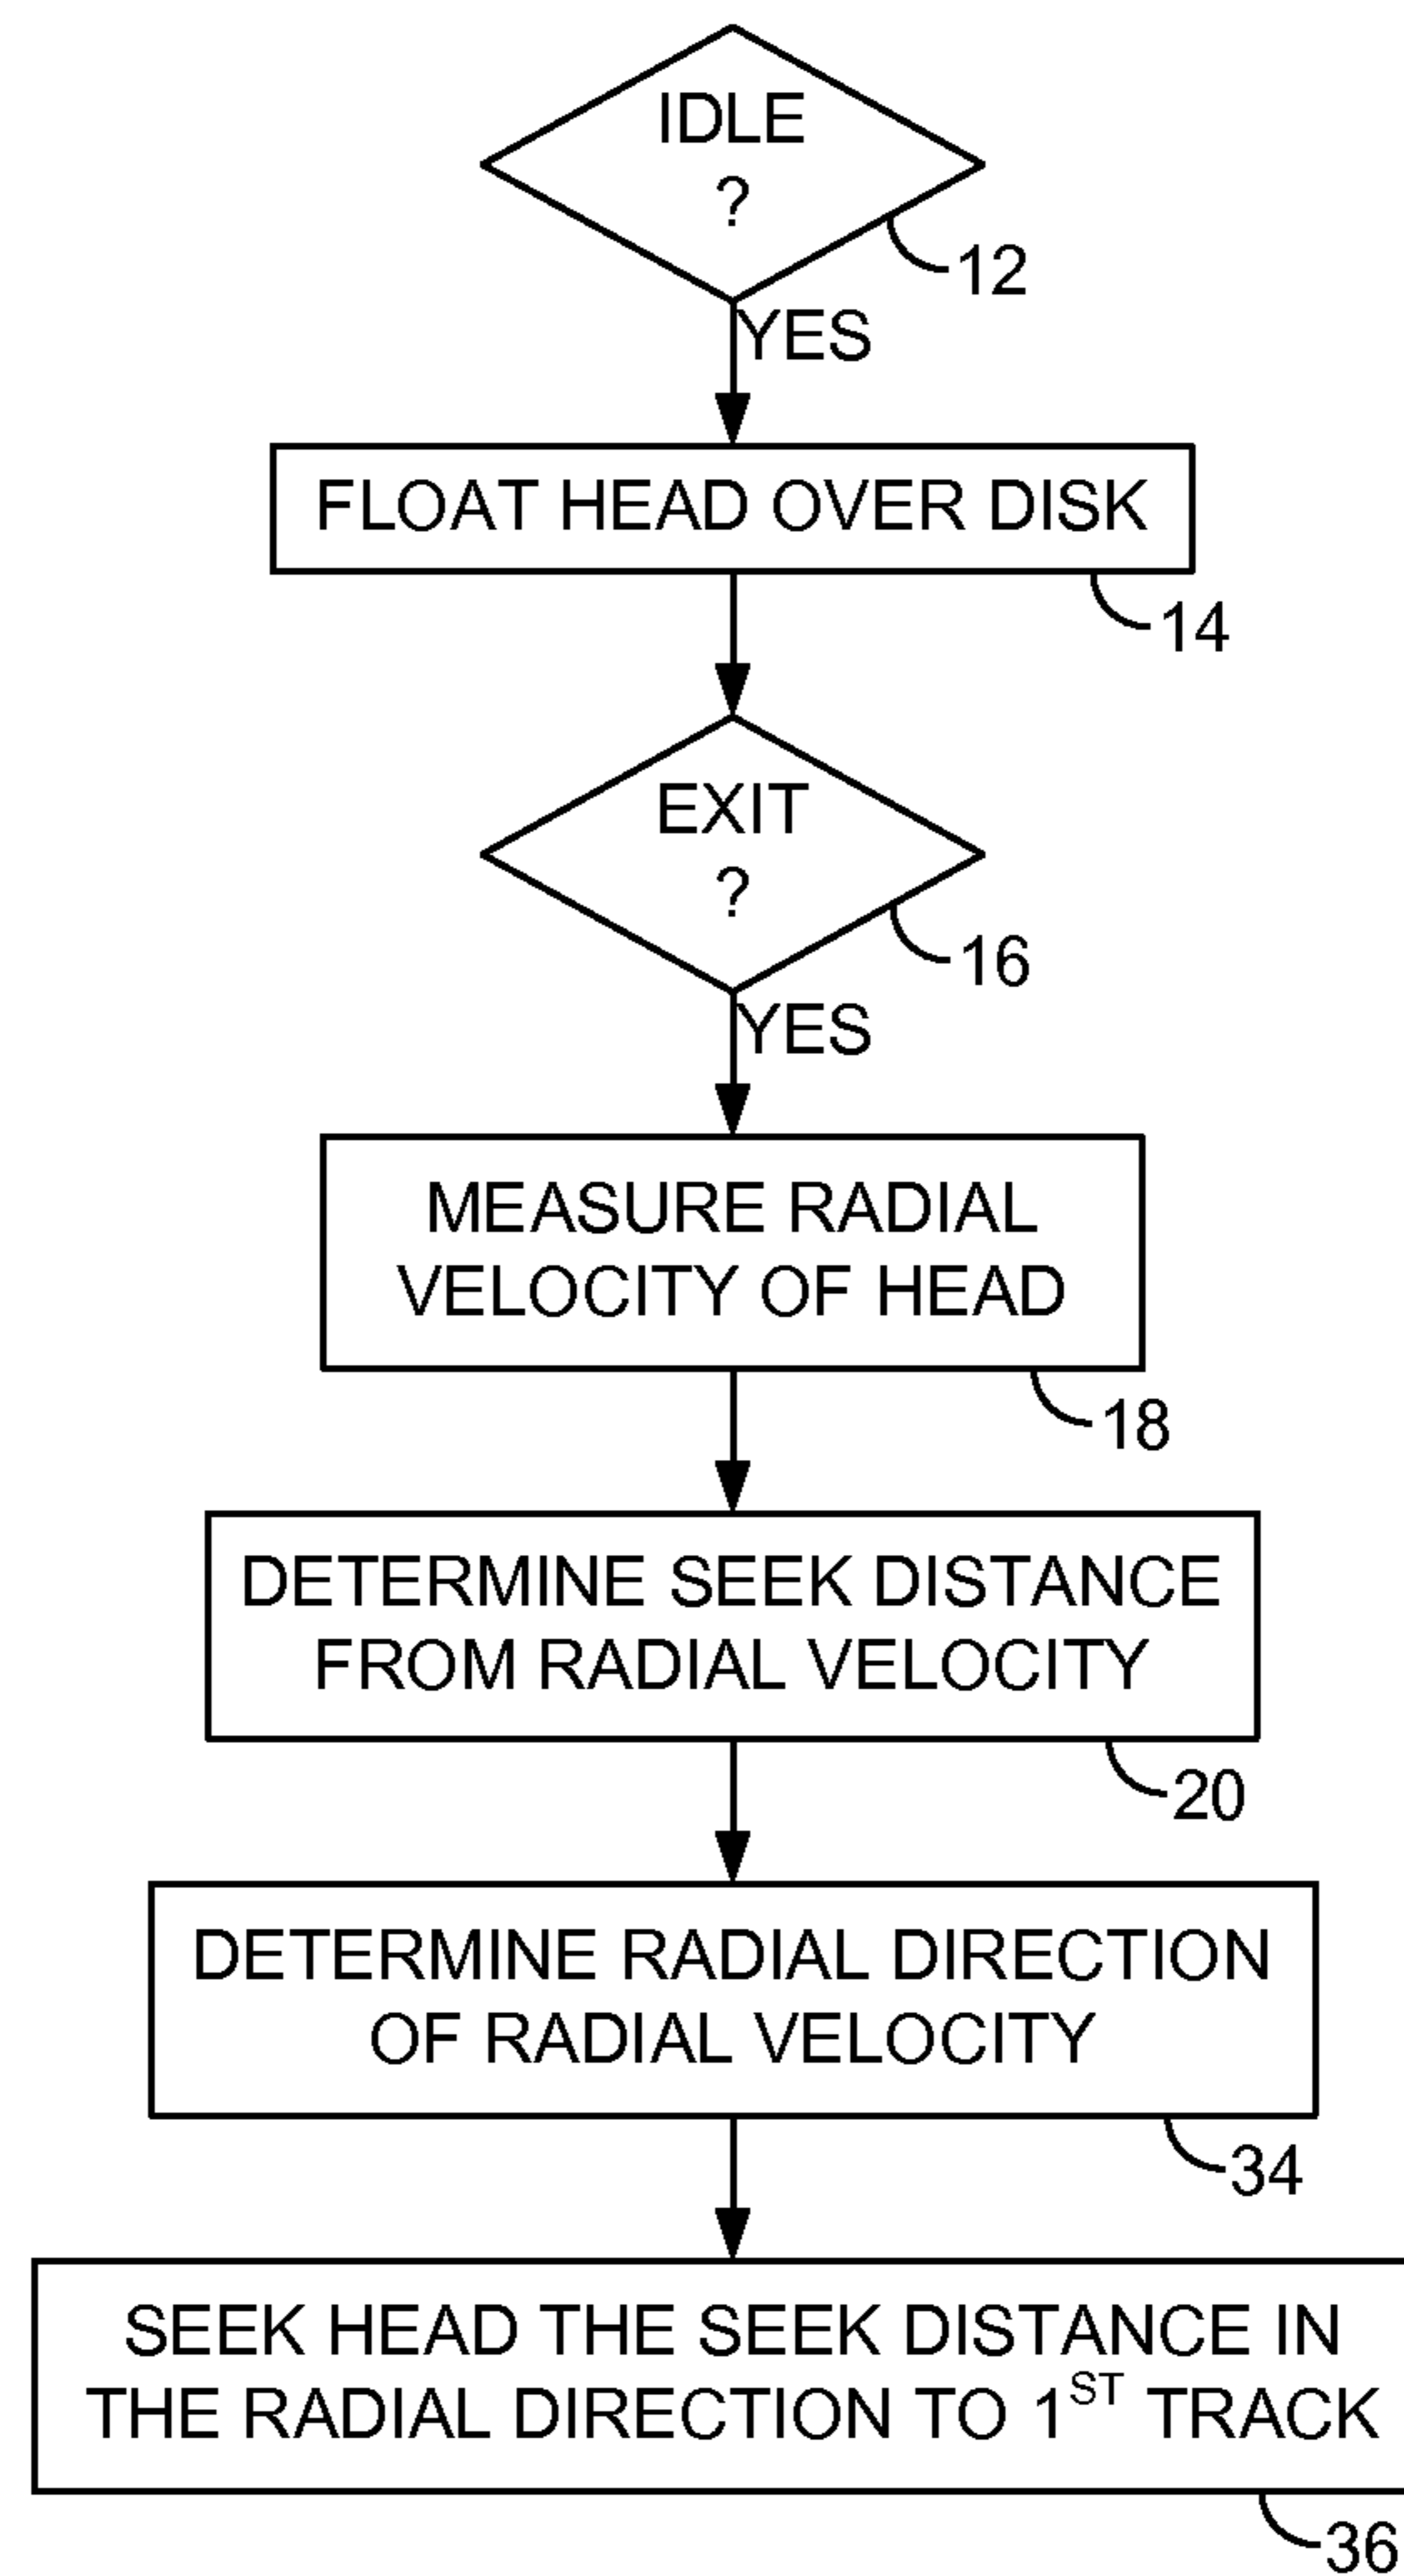 IDLE
?
12
YES
FLOAT HEAD OVER DISK
14
EXIT
?
16
YES
MEASURE RADIAL
VELOCITY OF HEAD
18
DETERMINE SEEK DISTANCE
FROM RADIAL VELOCITY
20
DETERMINE RADIAL DIRECTION
OF RADIAL VELOCITY
34
SEEK HEAD THE SEEK DISTANCE IN
THE RADIAL DIRECTION TO 1ST TRACK
36